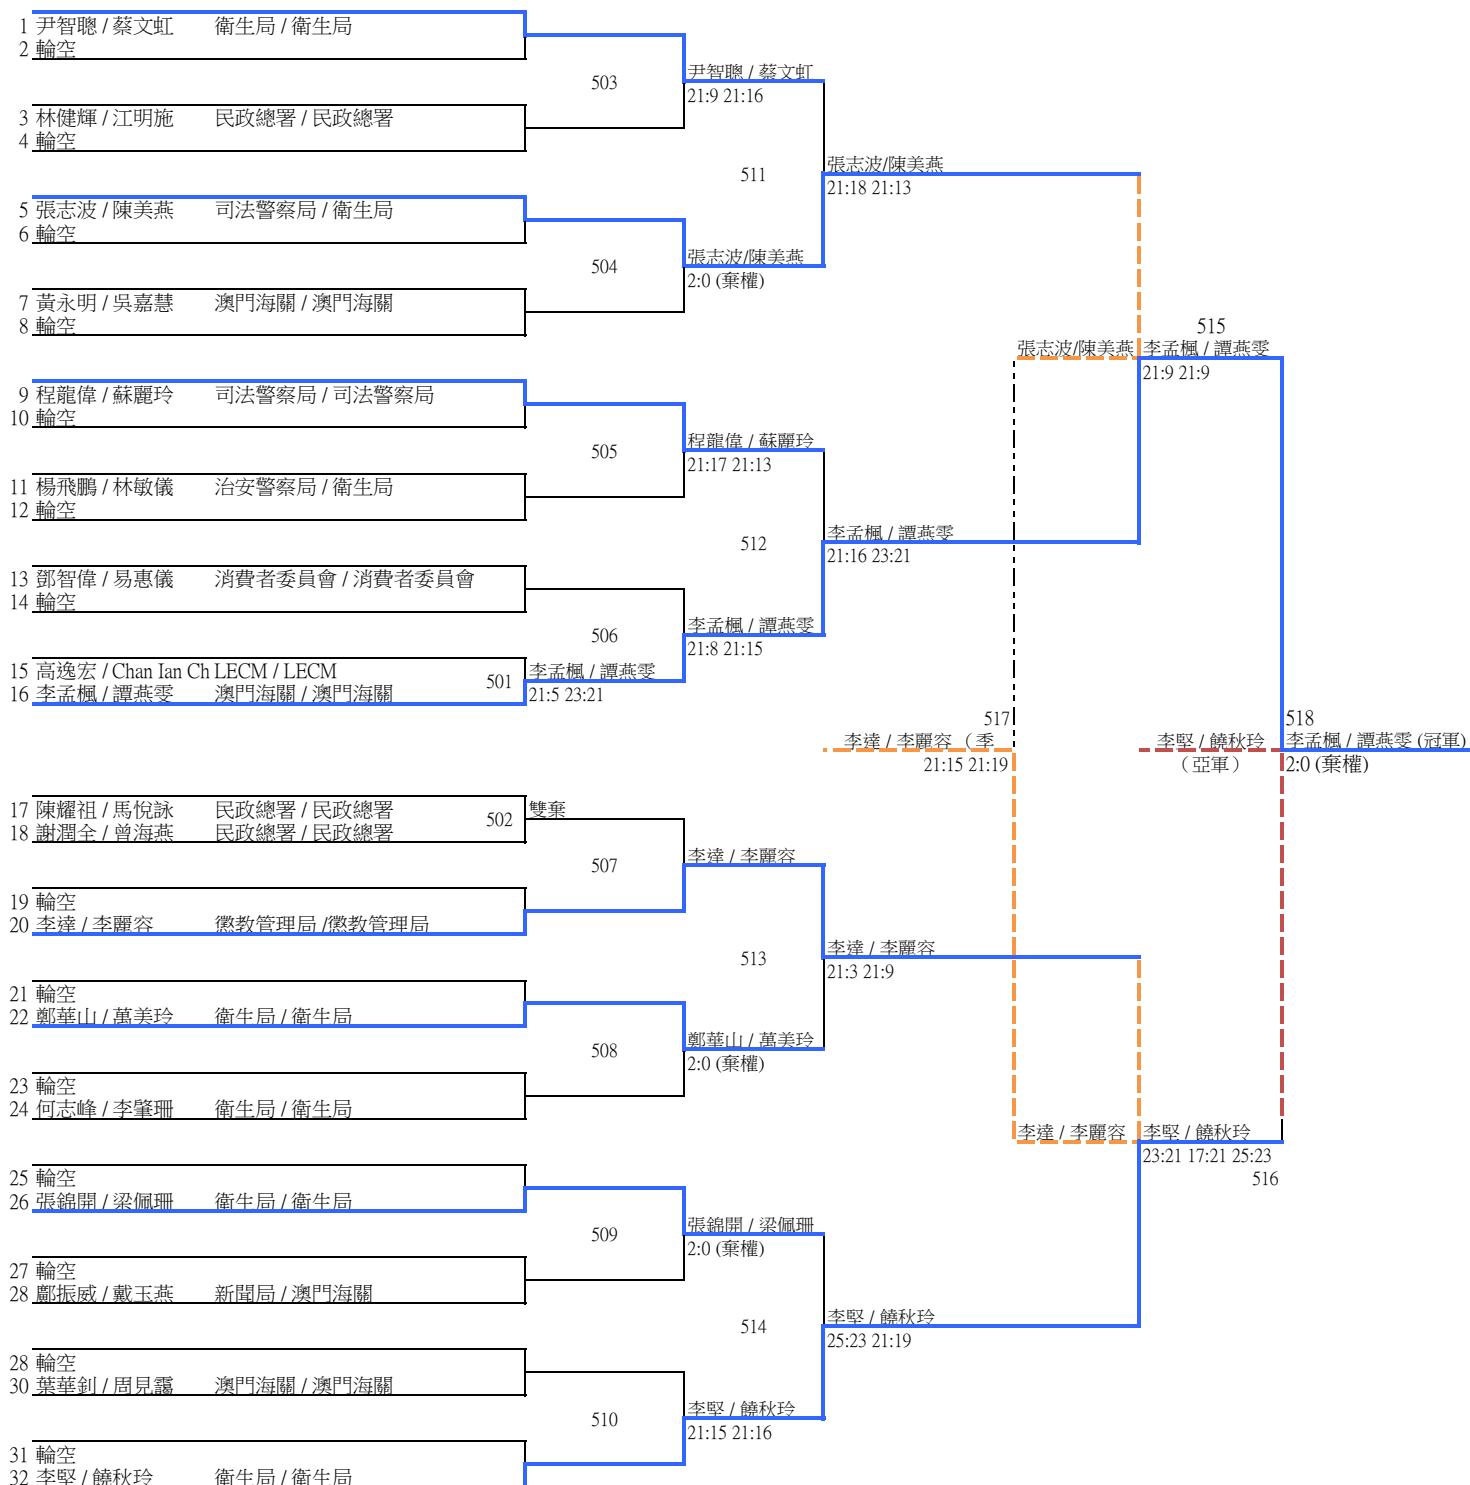 1 尹智聰 / 蔡文虹 衛生局 / 衛生局
2 輪空
503
尹智聰 / 蔡文虹
21:9 21:16
3 林健輝 / 江明施 民政總署 / 民政總署
4 輪空
511
張志波/陳美燕
21:18 21:13
5 張志波 / 陳美燕 司法警察局 / 衛生局
6 輪空
504
張志波/陳美燕
2:0 (棄權)
7 黃永明 / 吳嘉慧 澳門海關 / 澳門海關
8 輪空
515
張志波/陳美燕 李孟楓 / 譚燕雯
21:9 21:9
9 程龍偉 / 蘇麗玲 司法警察局 / 司法警察局
10 輪空
505
程龍偉 / 蘇麗玲
21:17 21:13
11 楊飛鵬 / 林敏儀 治安警察局 / 衛生局
12 輪空
512
李孟楓 / 譚燕雯
21:16 23:21
13 鄧智偉 / 易惠儀 消費者委員會 / 消費者委員會
14 輪空
506
李孟楓 / 譚燕雯
21:8 21:15
15 高逸宏 / Chan Ian Ch LECM / LECM
16 李孟楓 / 譚燕雯 澳門海關 / 澳門海關
501
李孟楓 / 譚燕雯
21:5 23:21
517
李達 / 李麗容 （季
21:15 21:19
518
李堅 / 饒秋玲
（亞軍）
李孟楓 / 譚燕雯 (冠軍)
2:0 (棄權)
17 陳耀祖 / 馬悅詠 民政總署 / 民政總署
18 謝潤全 / 曾海燕 民政總署 / 民政總署
502
雙棄
507
李達 / 李麗容
19 輪空
20 李達 / 李麗容 懲教管理局 /懲教管理局
513
李達 / 李麗容
21:3 21:9
21 輪空
22 鄭華山 / 萬美玲 衛生局 / 衛生局
508
鄭華山 / 萬美玲
2:0 (棄權)
23 輪空
24 何志峰 / 李肇珊 衛生局 / 衛生局
李達 / 李麗容 李堅 / 饒秋玲
23:21 17:21 25:23
516
25 輪空
26 張錦開 / 梁佩珊 衛生局 / 衛生局
509
張錦開 / 梁佩珊
2:0 (棄權)
27 輪空
28 鄺振威 / 戴玉燕 新聞局 / 澳門海關
514
李堅 / 饒秋玲
25:23 21:19
28 輪空
30 葉華釗 / 周見靄 澳門海關 / 澳門海關
510
李堅 / 饒秋玲
21:15 21:16
31 輪空
32 李堅 / 饒秋玲 衛生局 / 衛生局